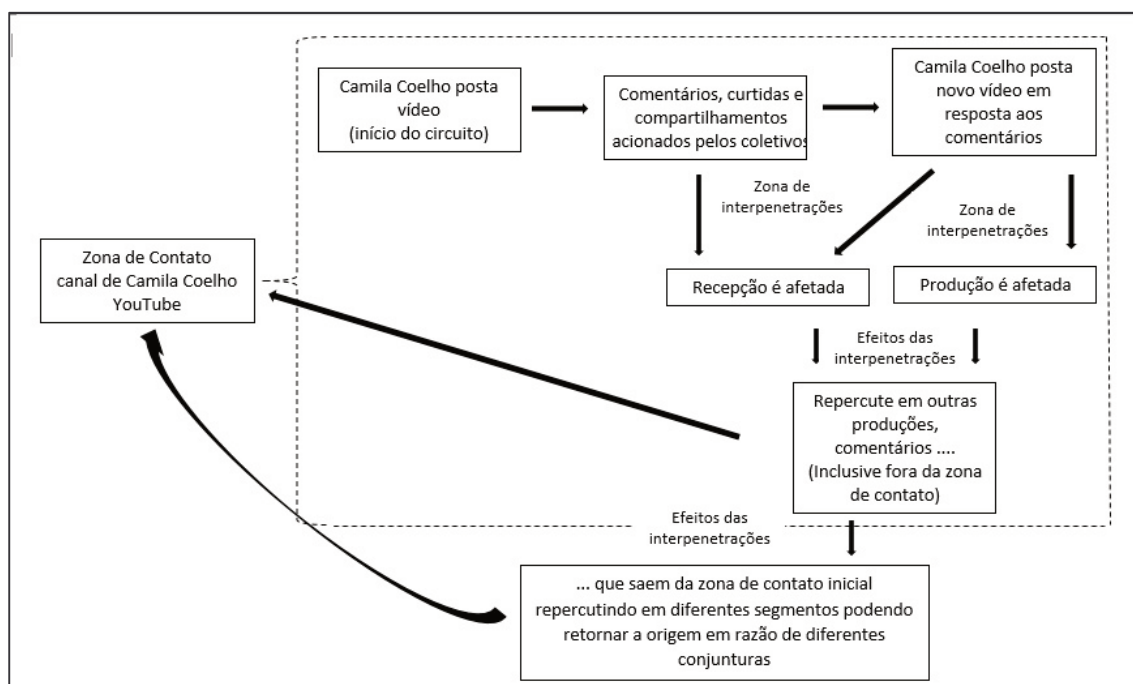 Camila Coelho posta
vídeo
(início do circuito)
Comentários, curtidas e
compartilhamentos
acionados pelos coletivos
Camila Coelho posta
novo vídeo em
resposta aos
comentários
Zona de
interpenetrações
Zona de
interpenetrações
Zona de Contato
canal de Camila Coelho
YouTube
Recepção é afetada
Produção é afetada
Efeitos das
interpenetrações
Repercute em outras
produções,
comentários ....
(Inclusive fora da zona
de contato)
Efeitos das
interpenetrações
... que saem da zona de contato inicial
repercutindo em diferentes segmentos podendo
retornar a origem em razão de diferentes
conjunturas